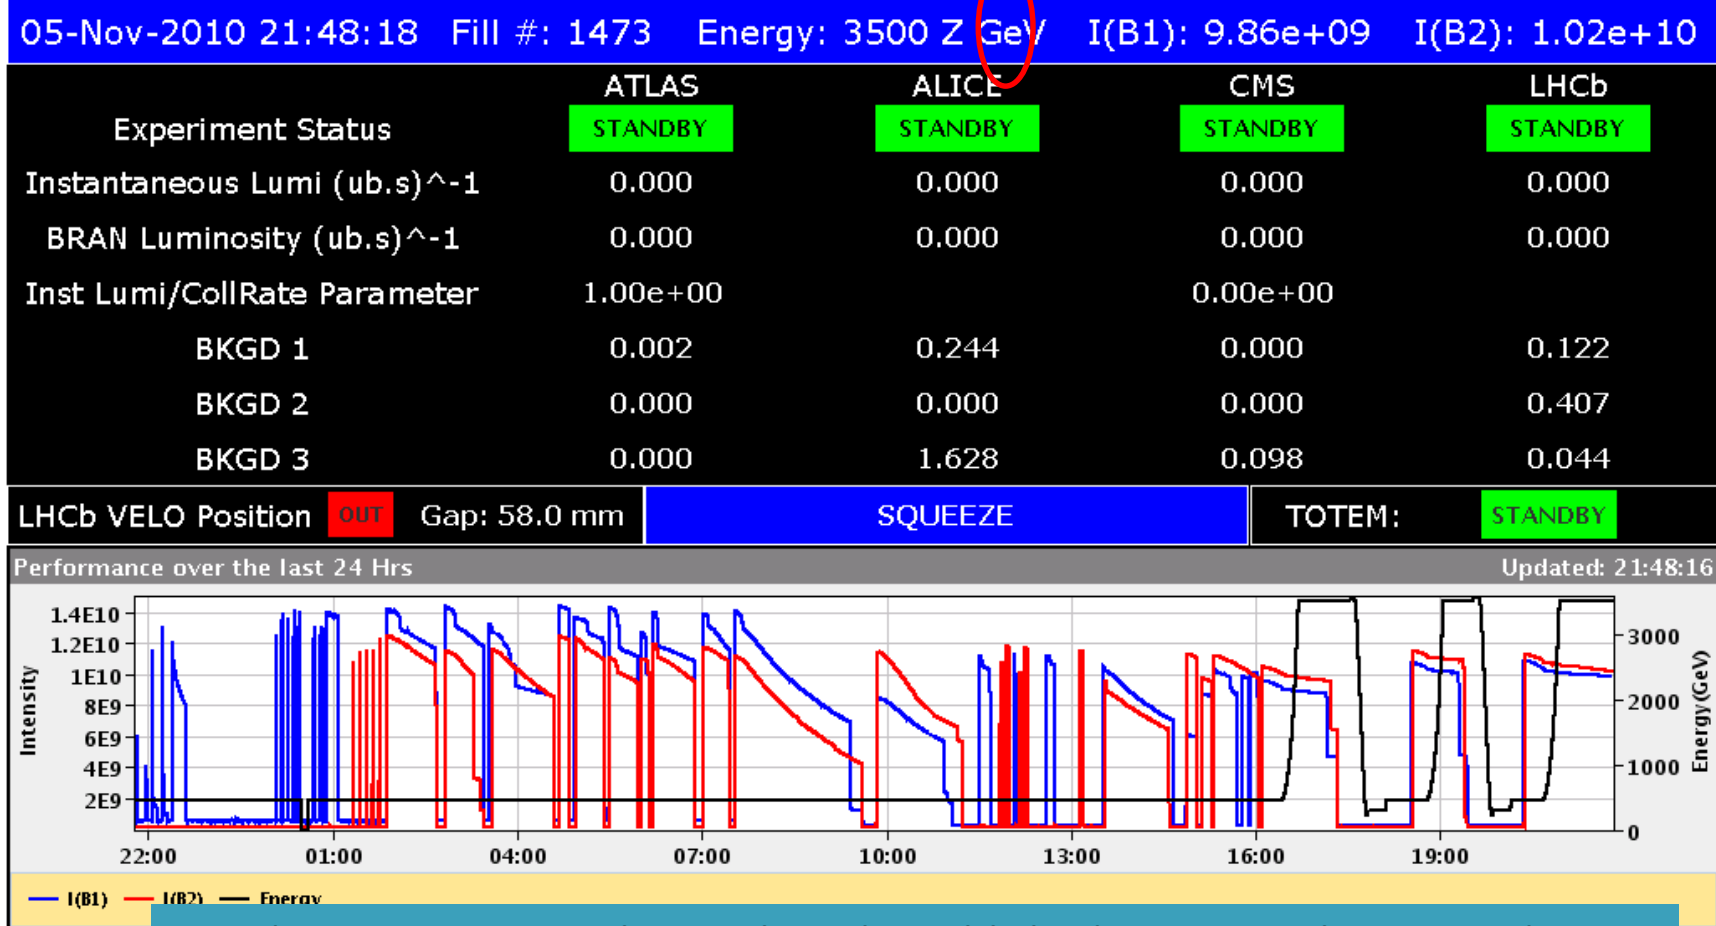 05-Nov-2010 21:48:18 Fill #: 1473 Energy: 3500 Z GeV I(B1): 9.86e+09 I(B2): 1.02e+10
ATLAS ALICE CMS LHCb
Experiment Status STANDBY STANDBY STANDBY STANDBY
Instantaneous Lumi (ub.s)^-1 0.000 0.000 0.000 0.000
BRAN Luminosity (ub.s)^-1 0.000 0.000 0.000 0.000
Inst Lumi/CollRate Parameter 1.00e+00 0.00e+00
BKGD 1 0.002 0.244 0.000 0.122
BKGD 2 0.000 0.000 0.000 0.407
BKGD 3 0.000 1.628 0.098 0.044
LHCb VELO Position OUT Gap: 58.0 mm SQUEEZE TOTEM: STANDBY
Performance over the last 24 Hrs Updated: 21:48:16
1.4E10
1.2E10
1E10
8E9
6E9
4E9
2E9
Intensity
3000
2000
1000
0
Energy(GeV)
22:00 01:00 04:00 07:00 10:00 13:00 16:00 19:00
I(B1) I(B2) Energy